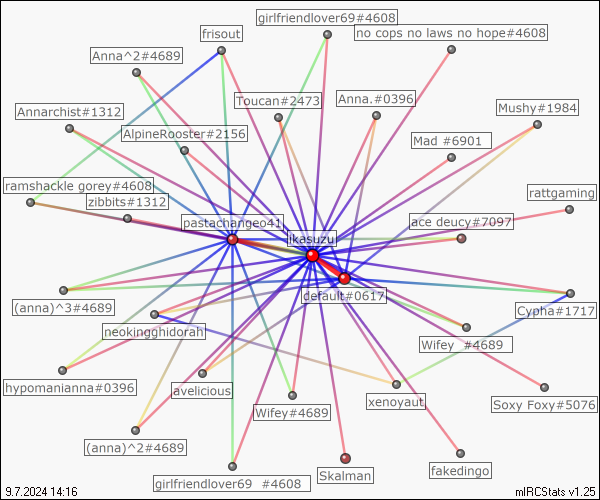 girlfriendlover69#4608
frisout
no cops no laws no hope#4608
Anna^2#4689
Toucan#2473
Anna.#0396
Annarchist#1312
Mushy#1984
AlpineRooster#2156
Mad #6901
ramshackle gorey#4608
rattgaming
zibbits#1312
pastachangeo41
ace deucy#7097
ikasuzu
default#0617
(anna)^3#4689
Cypha#1717
neokingghidorah
Wifey #4689
hypomanianna#0396
avelicious
xenoyaut
Soxy Foxy#5076
Wifey#4689
(anna)^2#4689
girlfriendlover69 #4608
Skalman
fakedingo
9.7.2024 14:16
mIRCStats v1.25